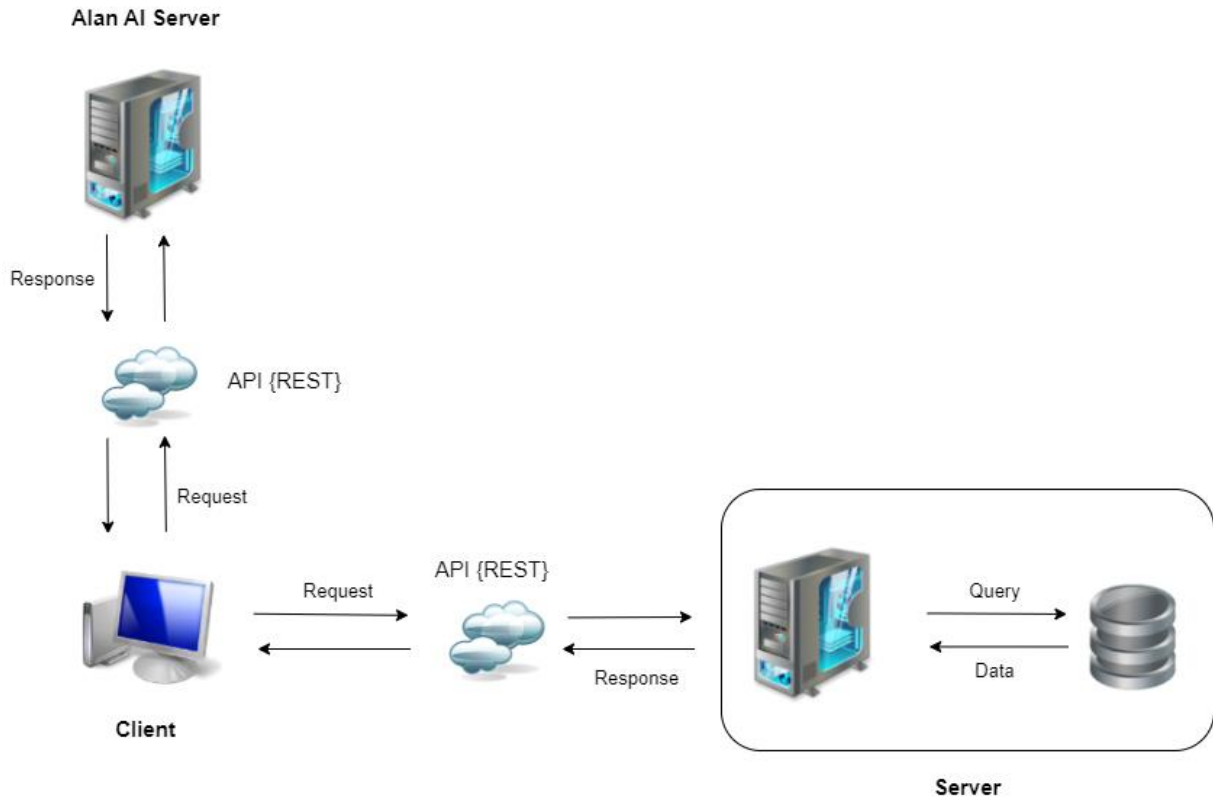 Alan AI Server
Response
API {REST}
Request
API {REST}
Request
Query
Response
Data
Client
Server